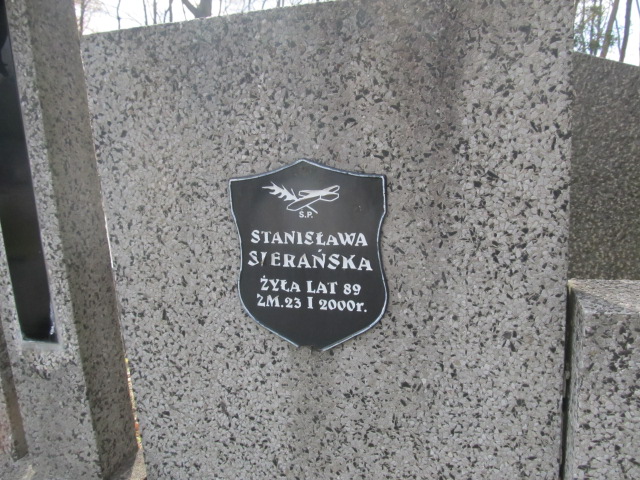 Ś.P.
STANISŁAWA
SIERAŃSKA
ŻYŁA LAT 89
ZM.23 I 2000r.